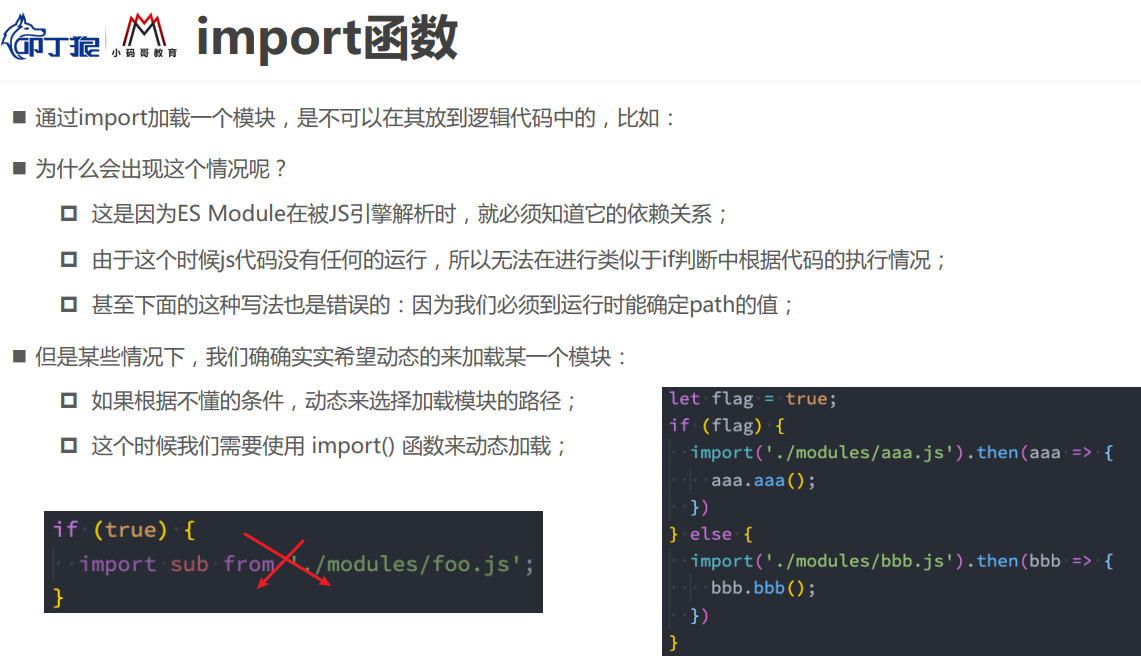 叩丁狼 小码哥教育 import函数
通过import加载一个模块，是不可以在其放到逻辑代码中的，比如：
为什么会出现这个情况呢？
这是因为ES Module在被JS引擎解析时，就必须知道它的依赖关系；
由于这个时候js代码没有任何的运行，所以无法在进行类似于if判断中根据代码的执行情况；
甚至下面的这种写法也是错误的：因为我们必须到运行时能确定path的值；
但是某些情况下，我们确确实实希望动态的来加载某一个模块：
如果根据不懂的条件，动态来选择加载模块的路径；
这个时候我们需要使用 import() 函数来动态加载；
if (true) {
import sub from './modules/foo.js';
}
let flag = true;
if (flag) {
import('./modules/aaa.js').then(aaa => {
aaa.aaa();
})
} else {
import('./modules/bbb.js').then(bbb => {
bbb.bbb();
})
}